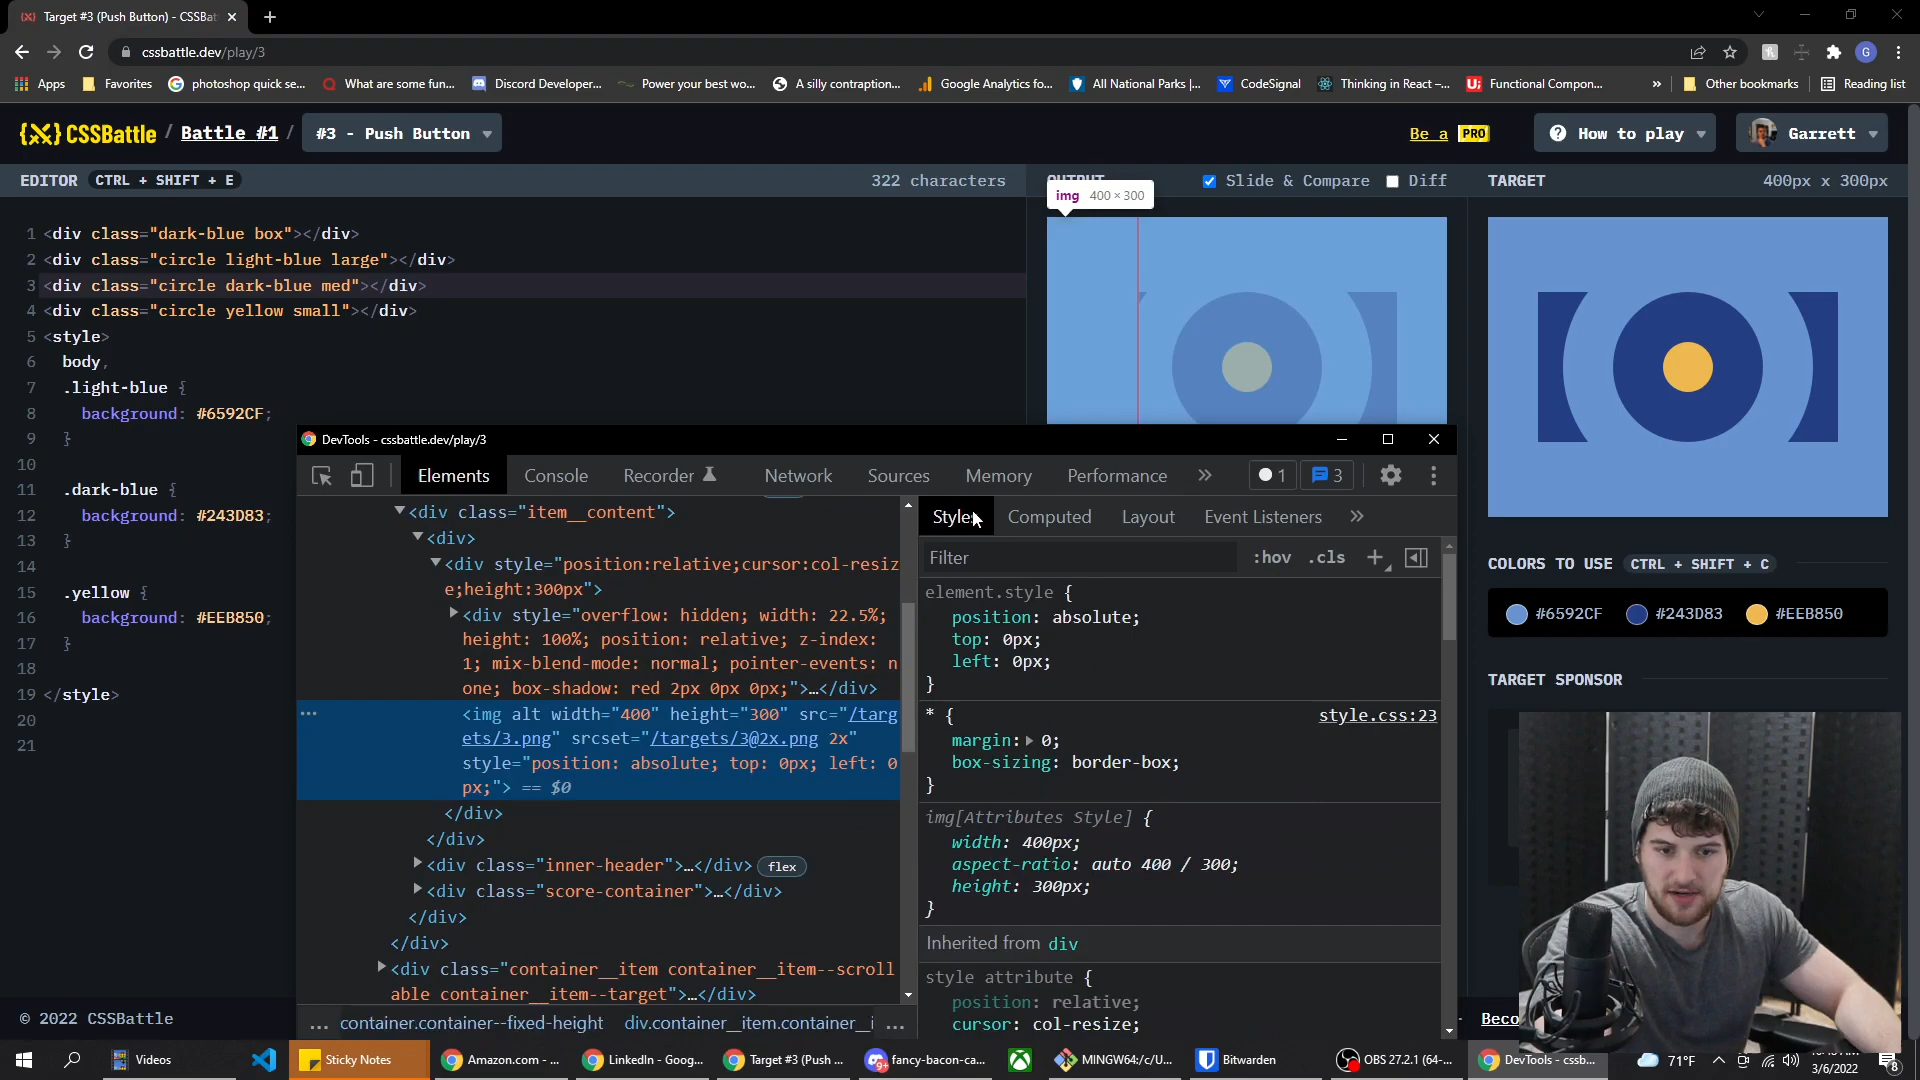 Target #3 (Push Button) - CSSBat
cssbattle.dev/play/3
G
Apps
Favorites
photoshop quick se...
What are some fun...
Discord Developer...
Power your best wo...
A silly contraption...
Google Analytics fo...
All National Parks |...
CodeSignal
Thinking in React –...
Functional Compon...
»
Other bookmarks
Reading list
{X} CSSBattle / Battle #1 / #3 - Push Button
Be a PRO
How to play
Garrett
EDITOR CTRL + SHIFT + E
322 characters
Slide & Compare
Diff
TARGET
400px x 300px
img 400 × 300
1 <div class="dark-blue box"></div>
2 <div class="circle light-blue large"></div>
3 <div class="circle dark-blue med"></div>
4 <div class="circle yellow small"></div>
5 <style>
6 body,
7 .light-blue {
8 background: #6592CF;
9 }
10
11 .dark-blue {
12 background: #243D83;
13 }
14
15 .yellow {
16 background: #EEB850;
17 }
18
19 </style>
20
21
DevTools - cssbattle.dev/play/3
Elements
Console
Recorder
Network
Sources
Memory
Performance
»
1
3
<div class="item__content">
<div>
<div style="position:relative;cursor:col-resiz
e;height:300px">
<div style="overflow: hidden; width: 22.5%;
height: 100%; position: relative; z-index:
1; mix-blend-mode: normal; pointer-events: n
one; box-shadow: red 2px 0px 0px;">…</div>
<img alt width="400" height="300" src="/targ
ets/3.png" srcset="/targets/3@2x.png 2x"
style="position: absolute; top: 0px; left: 0
px;"> == $0
</div>
</div>
<div class="inner-header">…</div> flex
<div class="score-container">…</div>
</div>
</div>
<div class="container__item container__item--scroll
able container__item--target">…</div>
... container.container--fixed-height div.container__item.container__i ...
Styles
Computed
Layout
Event Listeners
»
Filter
:hov .cls +
element.style {
position: absolute;
top: 0px;
left: 0px;
}
* {
style.css:23
margin: 0;
box-sizing: border-box;
}
img[Attributes Style] {
width: 400px;
aspect-ratio: auto 400 / 300;
height: 300px;
}
Inherited from div
style attribute {
position: relative;
cursor: col-resize;
COLORS TO USE CTRL + SHIFT + C
#6592CF
#243D83
#EEB850
TARGET SPONSOR
© 2022 CSSBattle
Beco
Videos
Sticky Notes
Amazon.com - ...
LinkedIn - Goog...
Target #3 (Push ...
fancy-bacon-ca...
MINGW64:/c/U...
Bitwarden
OBS 27.2.1 (64-...
DevTools - cssb...
71°F
3/6/2022
8